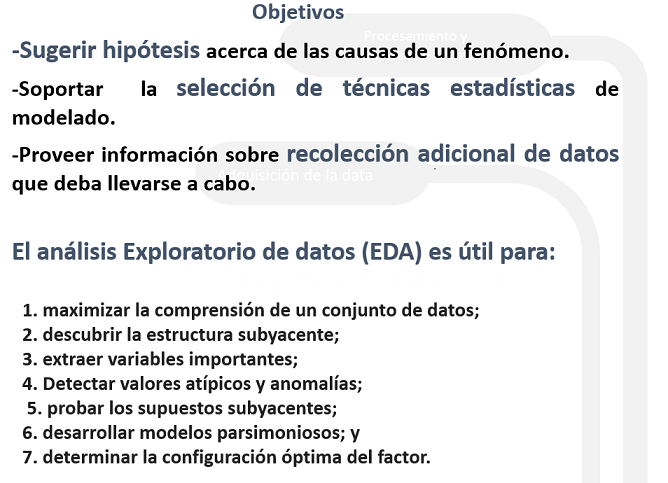 Objetivos
Procesamiento y
-Sugerir hipótesis acerca de las causas de un fenómeno.
-Soportar la selección de técnicas estadísticas de
modelado.
-Proveer información sobre recolección adicional de datos
Adquisición de la data
que deba llevarse a cabo.
El análisis Exploratorio de datos (EDA) es útil para:
1. maximizar la comprensión de un conjunto de datos;
2. descubrir la estructura subyacente;
3. extraer variables importantes;
4. Detectar valores atípicos y anomalías;
5. probar los supuestos subyacentes;
6. desarrollar modelos parsimoniosos; y
7. determinar la configuración óptima del factor.